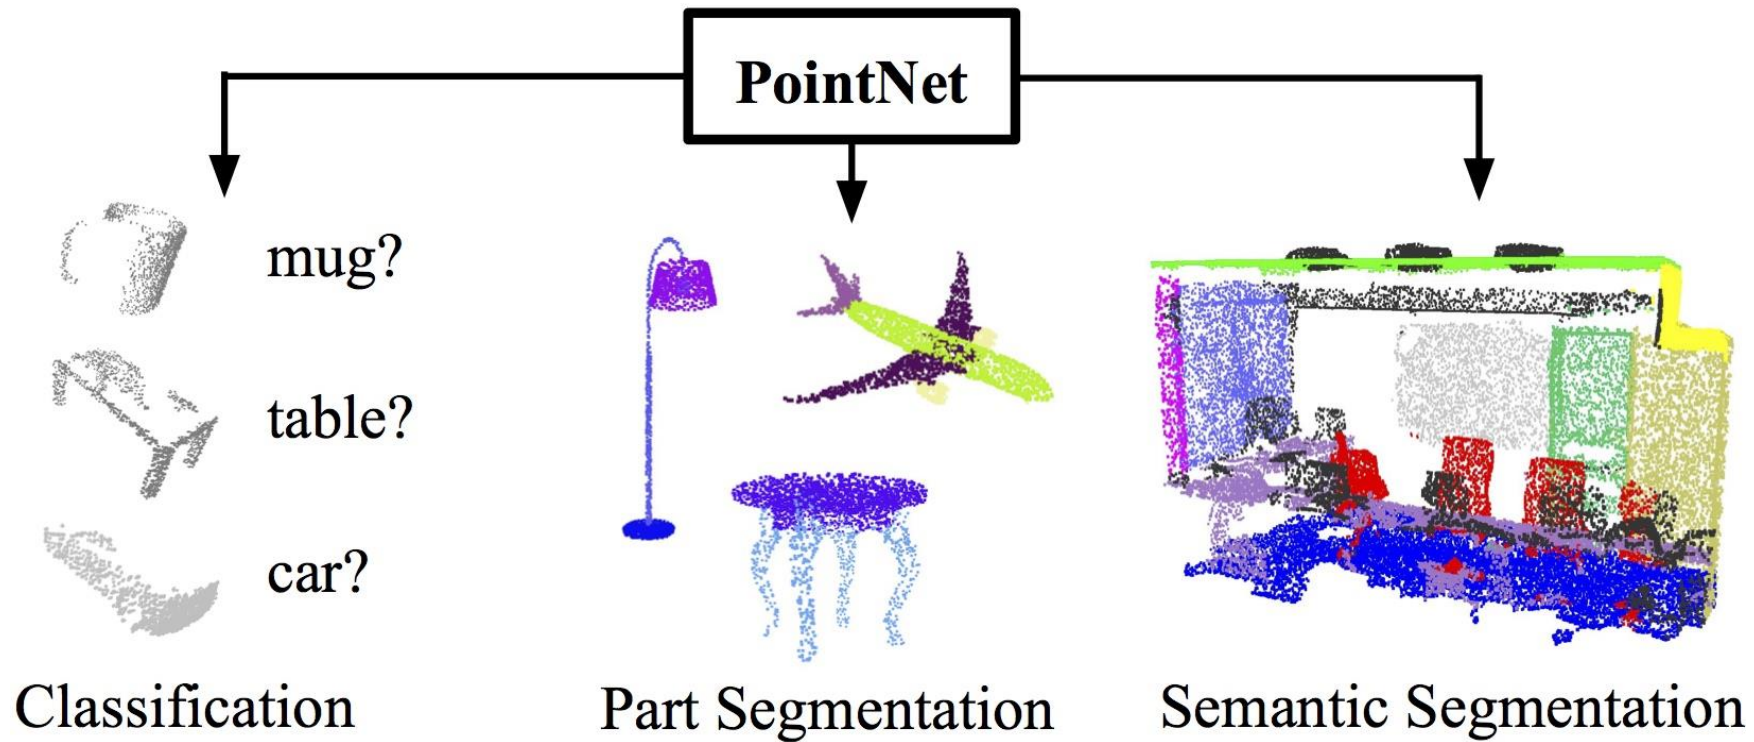 PointNet
mug?
table?
car?
Classification
Part Segmentation
Semantic Segmentation